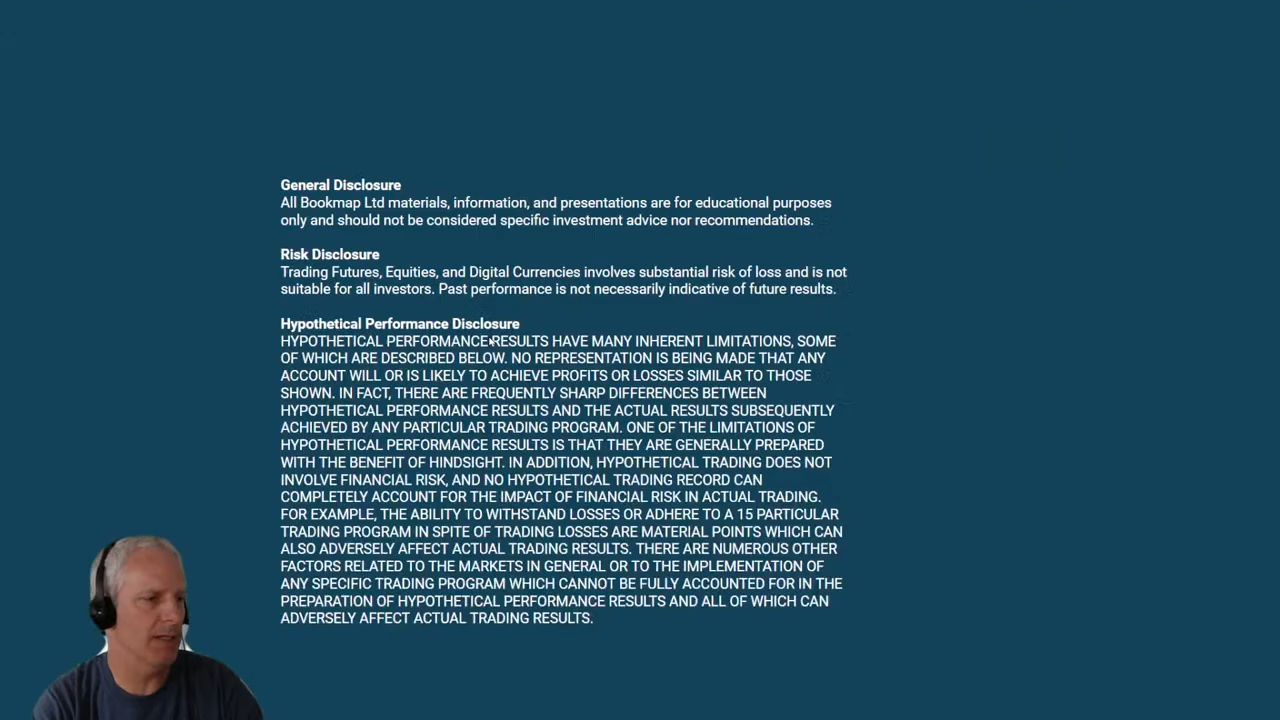 General Disclosure
All Bookmap Ltd materials, information, and presentations are for educational purposes
only and should not be considered specific investment advice nor recommendations.
Risk Disclosure
Trading Futures, Equities, and Digital Currencies involves substantial risk of loss and is not
suitable for all investors. Past performance is not necessarily indicative of future results.
Hypothetical Performance Disclosure
HYPOTHETICAL PERFORMANCE RESULTS HAVE MANY INHERENT LIMITATIONS, SOME
OF WHICH ARE DESCRIBED BELOW. NO REPRESENTATION IS BEING MADE THAT ANY
ACCOUNT WILL OR IS LIKELY TO ACHIEVE PROFITS OR LOSSES SIMILAR TO THOSE
SHOWN. IN FACT, THERE ARE FREQUENTLY SHARP DIFFERENCES BETWEEN
HYPOTHETICAL PERFORMANCE RESULTS AND THE ACTUAL RESULTS SUBSEQUENTLY
ACHIEVED BY ANY PARTICULAR TRADING PROGRAM. ONE OF THE LIMITATIONS OF
HYPOTHETICAL PERFORMANCE RESULTS IS THAT THEY ARE GENERALLY PREPARED
WITH THE BENEFIT OF HINDSIGHT. IN ADDITION, HYPOTHETICAL TRADING DOES NOT
INVOLVE FINANCIAL RISK, AND NO HYPOTHETICAL TRADING RECORD CAN
COMPLETELY ACCOUNT FOR THE IMPACT OF FINANCIAL RISK IN ACTUAL TRADING.
FOR EXAMPLE, THE ABILITY TO WITHSTAND LOSSES OR ADHERE TO A 15 PARTICULAR
TRADING PROGRAM IN SPITE OF TRADING LOSSES ARE MATERIAL POINTS WHICH CAN
ALSO ADVERSELY AFFECT ACTUAL TRADING RESULTS. THERE ARE NUMEROUS OTHER
FACTORS RELATED TO THE MARKETS IN GENERAL OR TO THE IMPLEMENTATION OF
ANY SPECIFIC TRADING PROGRAM WHICH CANNOT BE FULLY ACCOUNTED FOR IN THE
PREPARATION OF HYPOTHETICAL PERFORMANCE RESULTS AND ALL OF WHICH CAN
ADVERSELY AFFECT ACTUAL TRADING RESULTS.